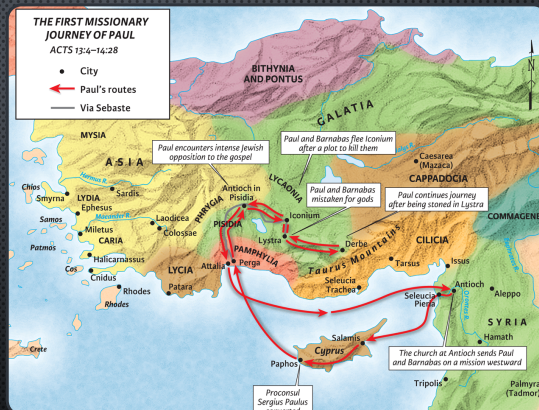 THE FIRST MISSIONARY
JOURNEY OF PAUL
ACTS 13:4–14:28
City
Paul's routes
Via Sebaste
BITHYNIA
AND PONTUS
N
GALATIA
MYSIA
ASIA
Paul encounters intense Jewish
opposition to the gospel
Paul and Barnabas flee Iconium
after a plot to kill them
Caesarea
(Mazaca)
CAPPADOCIA
Hermus R.
Chios
Smyrna
LYDIA
Sardis
Ephesus
Samos
Maeander R.
Miletus
CARIA
Laodicea
Colossae
Patmos
Halicarnassus
Cos
Cnidus
Rhodes
Rhodes
LYCIA
Patara
PHRYGIA
Antioch in
Pisidia
PISIDIA
LYCAONIA
Paul and Barnabas
mistaken for gods
Paul continues journey
after being stoned in Lystra
Iconium
Lystra
Derbe
COMMAGENE
PAMPHYLIA
Attalia
Perga
Taurus Mountains
CILICIA
Tarsus
Issus
Seleucia
Trachea
Seleucia
Pieria
Antioch
Orontes R.
Aleppo
SYRIA
Hamath
Salamis
Cyprus
Paphos
The church at Antioch sends Paul
and Barnabas on a mission westward
Crete
Tripolis
Palmyra
(Tadmor)
Proconsul
Sergius Paulus